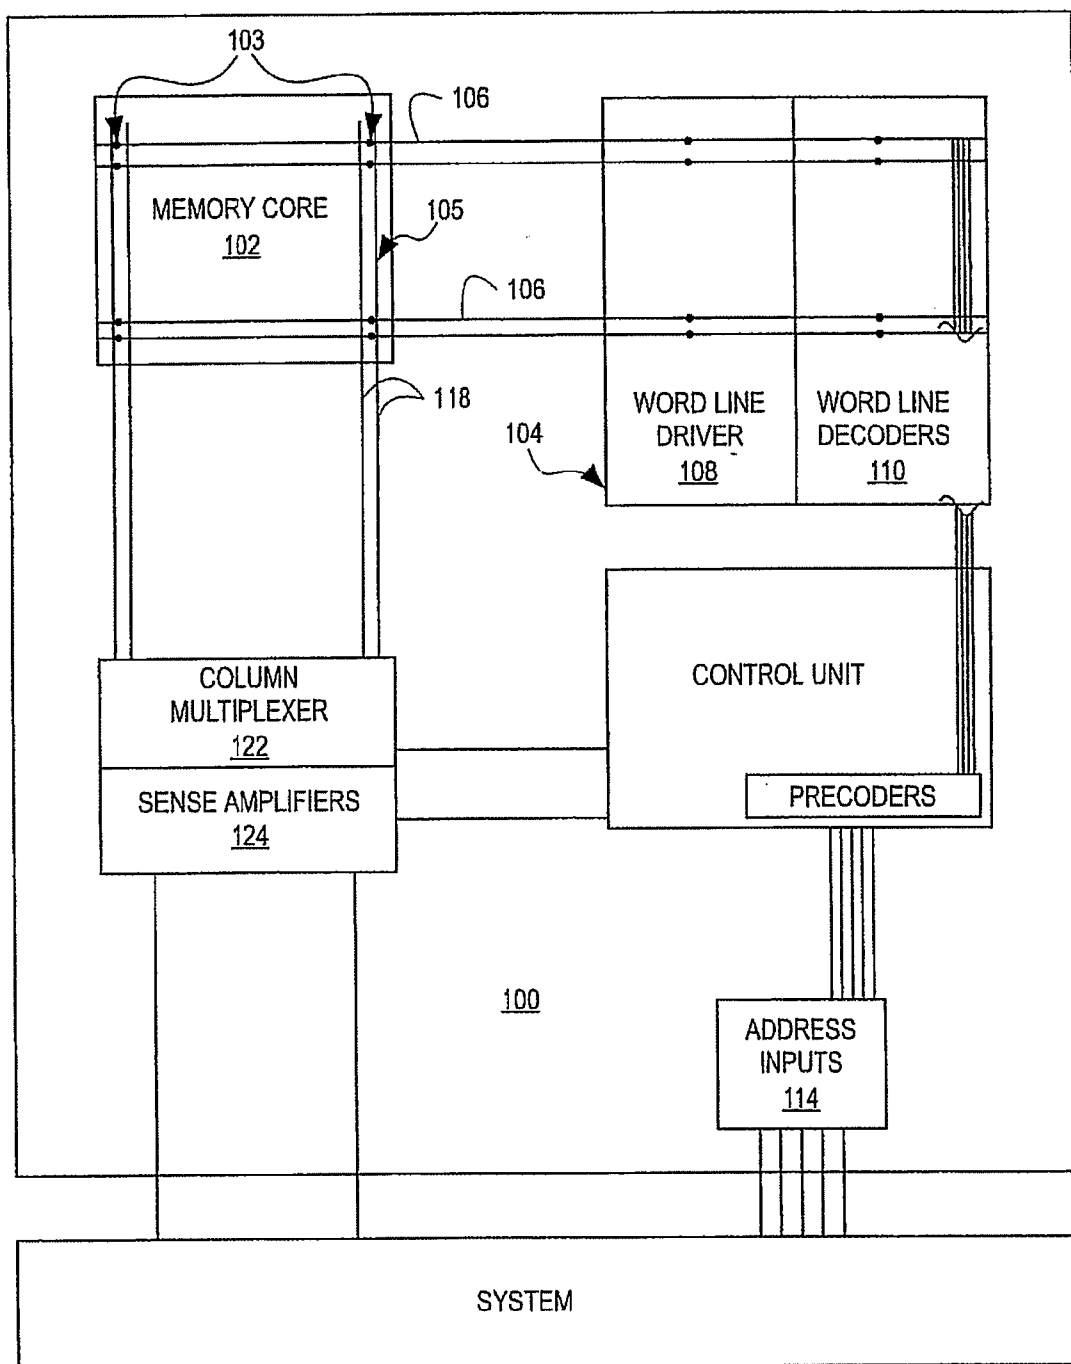 103
106
MEMORY CORE
102
105
106
118
WORD LINE
DRIVER
108
WORD LINE
DECODERS
110
104
CONTROL UNIT
COLUMN
MULTIPLEXER
122
PRECODERS
SENSE AMPLIFIERS
124
100
ADDRESS
INPUTS
114
SYSTEM